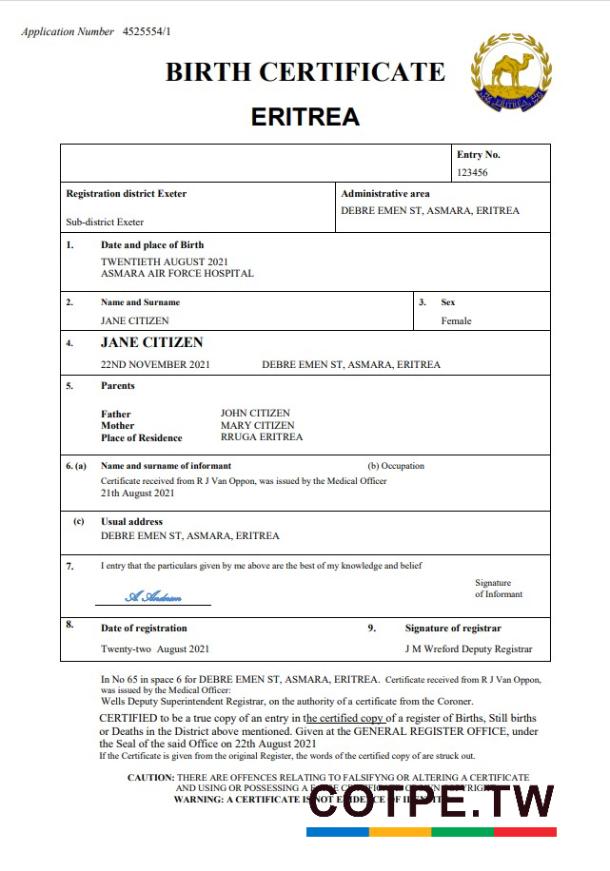 Application Number 4525554/1
BIRTH CERTIFICATE
ERITREA
Entry No.
123456
Registration district Exeter
Sub-district Exeter
Administrative area
DEBRE EMEN ST, ASMARA, ERITREA
1. Date and place of Birth
TWENTIETH AUGUST 2021
ASMARA AIR FORCE HOSPITAL
2. Name and Surname
JANE CITIZEN
3. Sex
Female
4. JANE CITIZEN
22ND NOVEMBER 2021 DEBRE EMEN ST, ASMARA, ERITREA
5. Parents
Father JOHN CITIZEN
Mother MARY CITIZEN
Place of Residence RRUGA ERITREA
6. (a) Name and surname of informant (b) Occupation
Certificate received from R J Van Oppon, was issued by the Medical Officer
21th August 2021
(c) Usual address
DEBRE EMEN ST, ASMARA, ERITREA
7. I entry that the particulars given by me above are the best of my knowledge and belief
A. Anderson
Signature
of Informant
8. Date of registration
Twenty-two August 2021
9. Signature of registrar
J M Wreford Deputy Registrar
In No 65 in space 6 for DEBRE EMEN ST, ASMARA, ERITREA. Certificate received from R J Van Oppon,
was issued by the Medical Officer:
Wells Deputy Superintendent Registrar, on the authority of a certificate from the Coroner.
CERTIFIED to be a true copy of an entry in the certified copy of a register of Births, Still births
or Deaths in the District above mentioned. Given at the GENERAL REGISTER OFFICE, under
the Seal of the said Office on 22th August 2021
If the Certificate is given from the original Register, the words of the certified copy of are struck out.
CAUTION: THERE ARE OFFENCES RELATING TO FALSIFYNG OR ALTERING A CERTIFICATE
AND USING OR POSSESSING A
WARNING: A CERTIFICATE IS NOT EVIDENCE OF
COTPE.TW